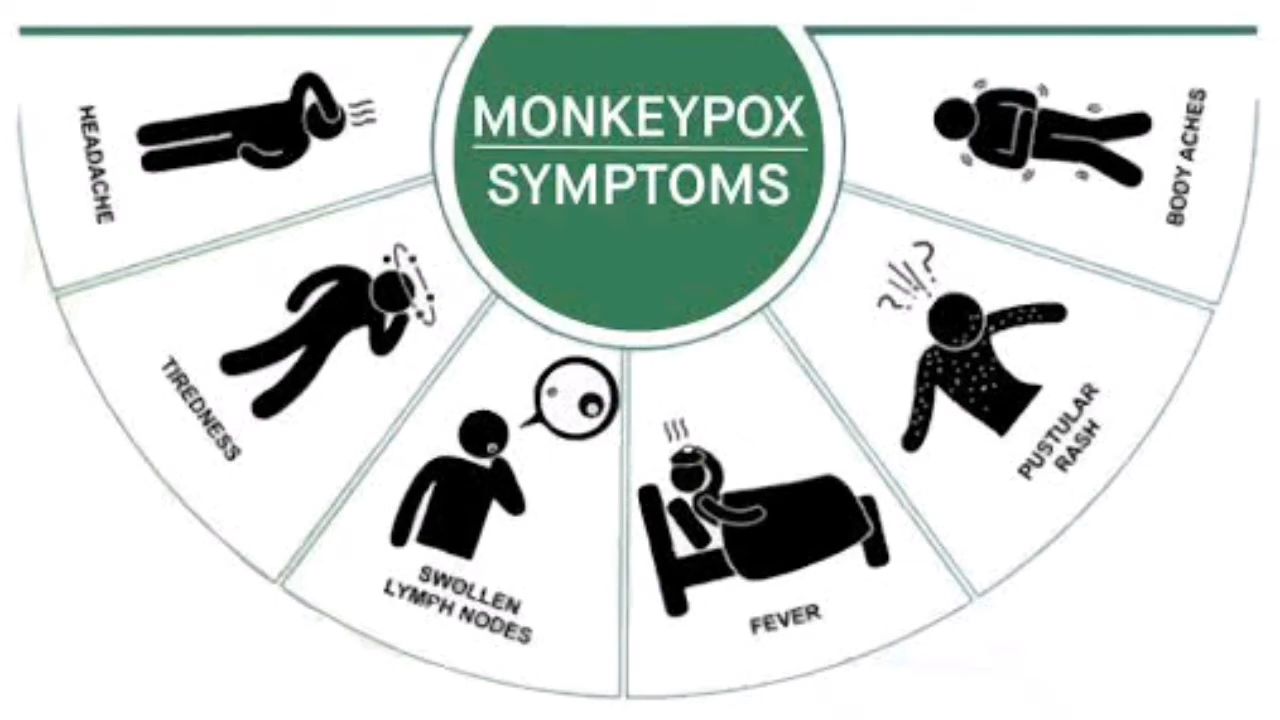 MONKEYPOX
SYMPTOMS
HEADACHE
TIREDNESS
SWOLLEN
LYMPH NODES
FEVER
PUSTULAR
RASH
BODY ACHES
?!!/?